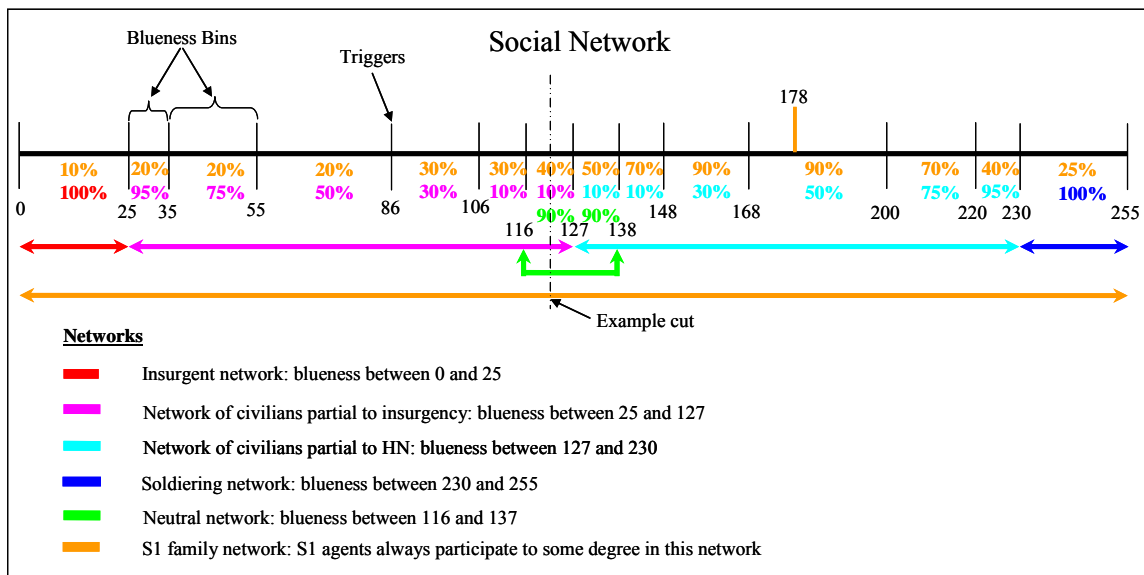 Social Network
Blueness Bins
Triggers
178
10% 20% 20% 20% 30% 30% 40% 50% 70% 90% 90% 70% 40% 25%
100% 95% 75% 50% 30% 10% 10% 10% 10% 30% 50% 75% 95% 100%
90% 90%
0 25 35 55 86 106 116 127 138 148 168 200 220 230 255
Example cut
Networks
Insurgent network: blueness between 0 and 25
Network of civilians partial to insurgency: blueness between 25 and 127
Network of civilians partial to HN: blueness between 127 and 230
Soldiering network: blueness between 230 and 255
Neutral network: blueness between 116 and 137
S1 family network: S1 agents always participate to some degree in this network